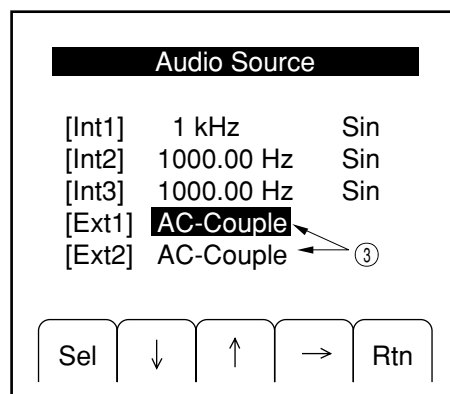 Audio Source
[Int1] 1 kHz Sin
[Int2] 1000.00 Hz Sin
[Int3] 1000.00 Hz Sin
[Ext1] AC-Couple
[Ext2] AC-Couple ③
Sel ↓ ↑ → Rtn